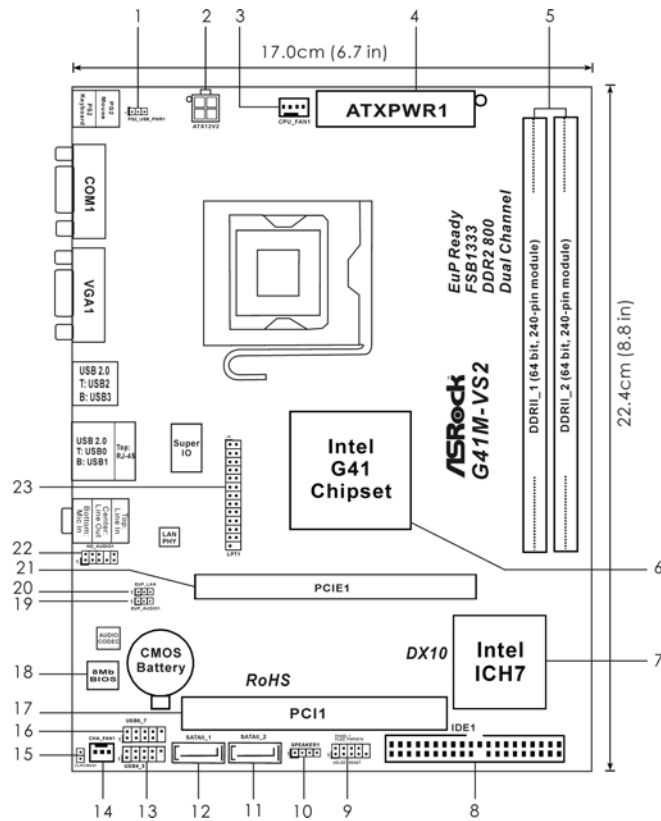 1
2
3
4
5
17.0cm (6.7 in)
22.4cm (8.8 in)
PS2 Keyboard
PS2 Mouse
PS2_USB_PWR1
ATX12V2
CPU_FAN1
ATXPWR1
COM1
VGA1
USB 2.0
T: USB2
B: USB3
USB 2.0
T: USB0
B: USB1
Top:
RJ-45
Top
Line In
Center
Line Out
Bottom
Mic In
Super
IO
LAN
PHY
LPT1
EuP Ready
FSB1333
DDR2 800
Dual Channel
ASRock
G41M-VS2
DDRII_1 (64 bit, 240-pin module)
DDRII_2 (64 bit, 240-pin module)
Intel
G41
Chipset
23
22
HD_AUDIO1
21
PCIE1
6
20
EUP_LAN
19
EUP_AUDIO1
AUDIO
CODEC
CMOS
Battery
8Mb
BIOS
18
RoHS
DX10
Intel
ICH7
7
17
PCI1
16
USB6_7
15
CHA_FAN1
USB4_5
SATAII_1
SATAII_2
SPEAKER1
IDE1
14
13
12
11
10
9
8